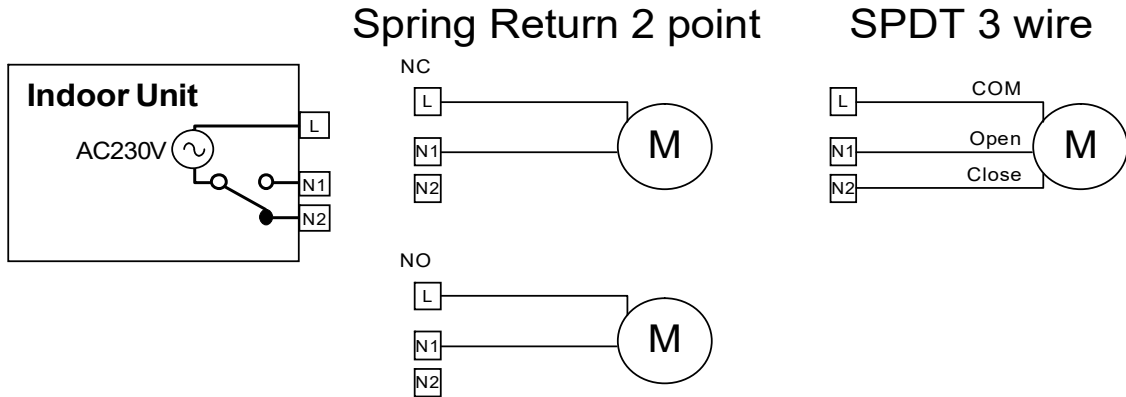 Spring Return 2 point
SPDT 3 wire
Indoor Unit
AC230V
L
N1
N2
NC
L
N1
N2
M
NO
L
N1
N2
M
L
N1
N2
COM
Open
Close
M